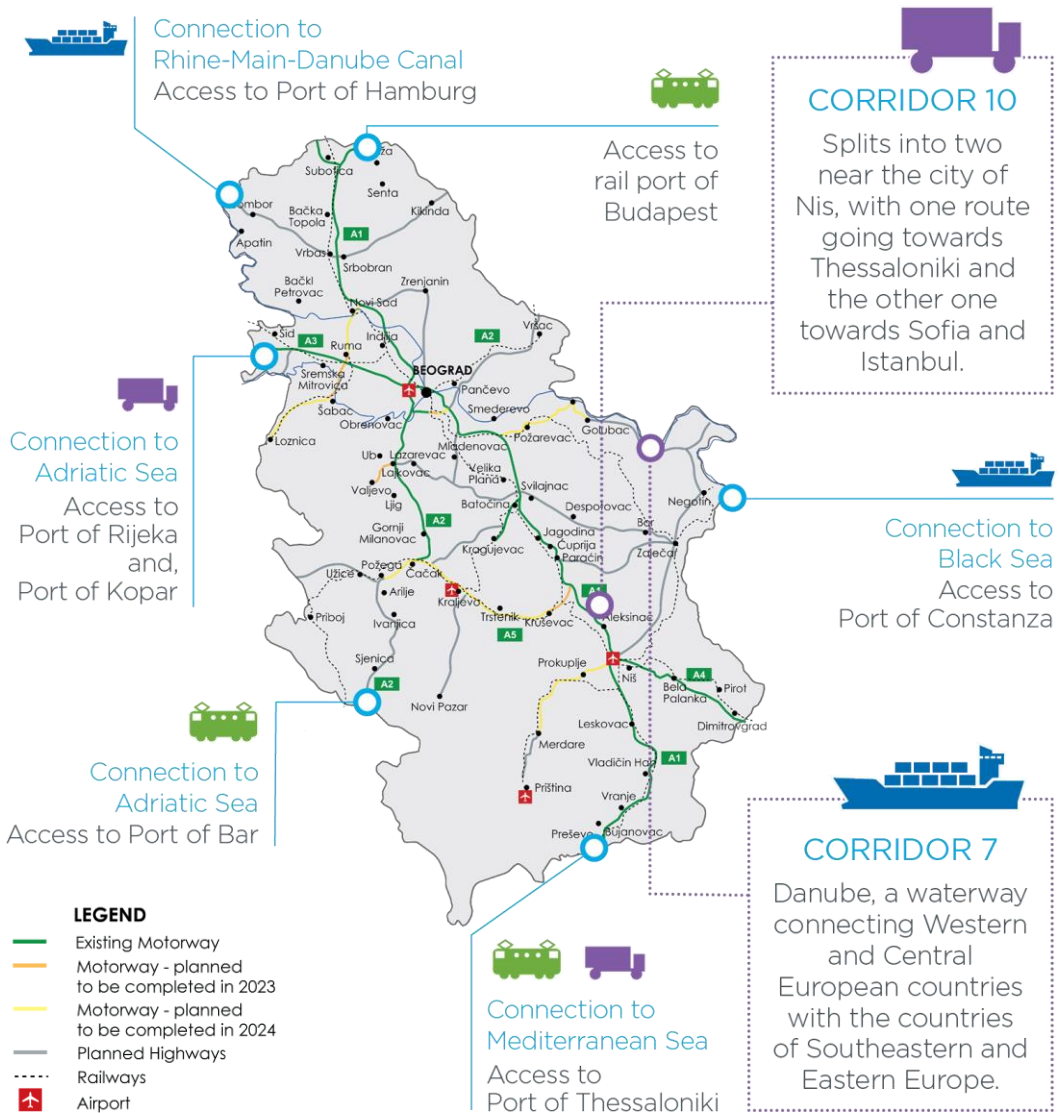 Connection to
Rhine-Main-Danube Canal
Access to Port of Hamburg
Access to
rail port of
Budapest
CORRIDOR 10
Splits into two
near the city of
Nis, with one route
going towards
Thessaloniki and
the other one
towards Sofia and
Istanbul.
Subotica
Senta
Kikinda
Bačka
Topola
Apatin
A1
Vrbas
Srbobran
Bački
Petrovac
Zrenjanin
Novi Sad
Šid
A3
Inđija
A2
Vršac
Ruma
BEOGRAD
Sremska
Mitrovica
Pančevo
Šabac
Smederevo
Obrenovac
Golubac
Loznica
Mladenovac
Požarevac
Ub
Lazarevac
Lajkovac
Velika
Plana
Valjevo
Svilajnac
Negotin
Ljig
Batočina
Despotovac
Gornji
Milanovac
A2
Jagodina
Bor
Kragujevac
Ćuprija
Zaječar
Paraćin
Požega
Užice
Čačak
Arilje
Kraljevo
A1
Priboj
Ivanjica
Trstenik
Kruševac
Aleksinac
A5
Sjenica
Prokuplje
Niš
A4
A2
Bela
Palanka
Pirot
Novi Pazar
Dimitrovgrad
Leskovac
Merdare
A1
Vladičin Han
Priština
Vranje
Preševo
Bujanovac
Connection to
Adriatic Sea
Access to
Port of Rijeka
and,
Port of Kopar
Connection to
Black Sea
Access to
Port of Constanza
Connection to
Adriatic Sea
Access to Port of Bar
CORRIDOR 7
Danube, a waterway
connecting Western
and Central
European countries
with the countries
of Southeastern and
Eastern Europe.
LEGEND
Existing Motorway
Motorway - planned
to be completed in 2023
Motorway - planned
to be completed in 2024
Planned Highways
Railways
Airport
Connection to
Mediterranean Sea
Access to
Port of Thessaloniki